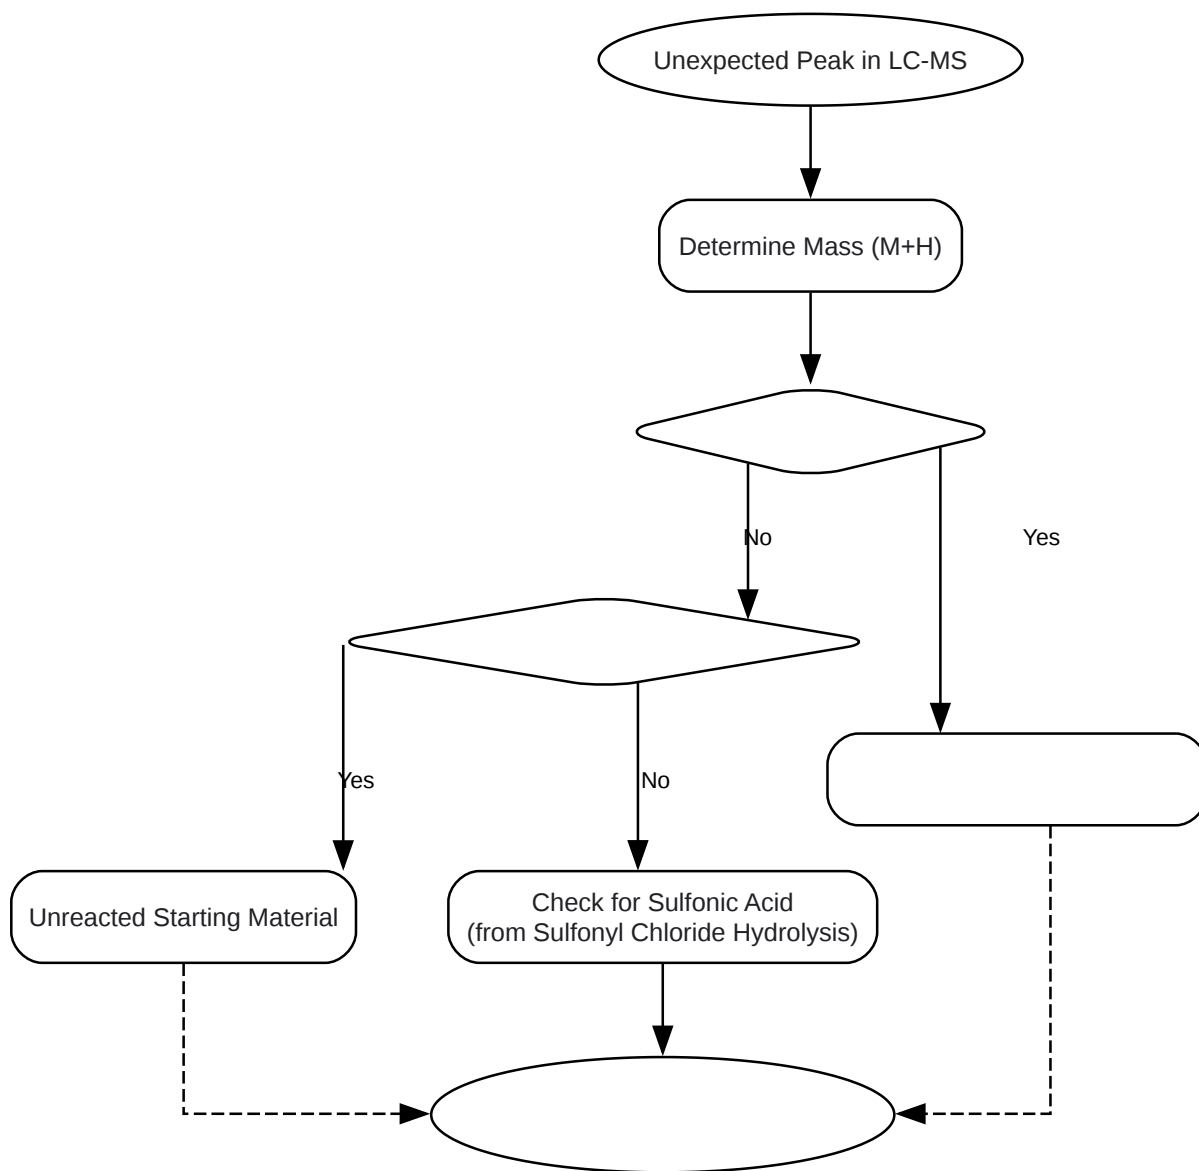 Unexpected Peak in LC-MS
Determine Mass (M+H)
No
Yes
Yes
No
Unreacted Starting Material
Check for Sulfonic Acid
(from Sulfonyl Chloride Hydrolysis)